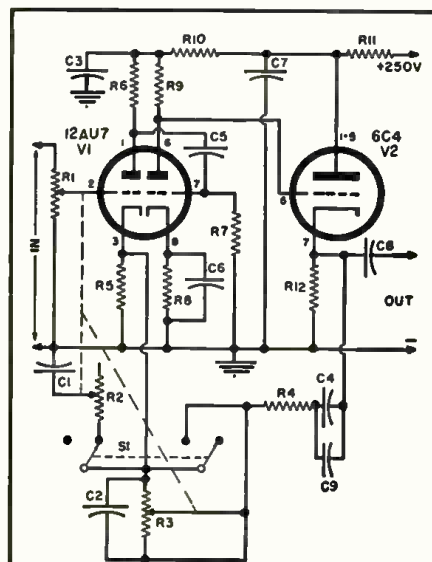 R10
R11
C3
R6
R9
C7
+250V
12AU7
V1
6C4
V2
1
6
C5
1-5
R1
2
7
6
IN
R7
3
8
7
C8
R5
R8
C6
R12
OUT
−
C1
R2
R4
C4
S1
C9
C2
R3